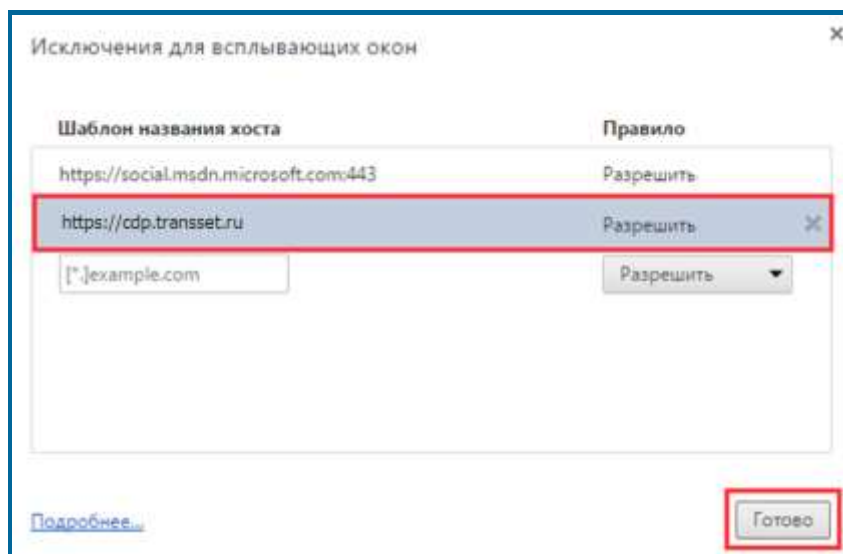 Исключения для всплывающих окон
Шаблон названия хоста Правило
https://social.msdn.microsoft.com:443 Разрешить
https://cdp.transset.ru Разрешить
[*.]example.com Разрешить
Подробнее... Готово